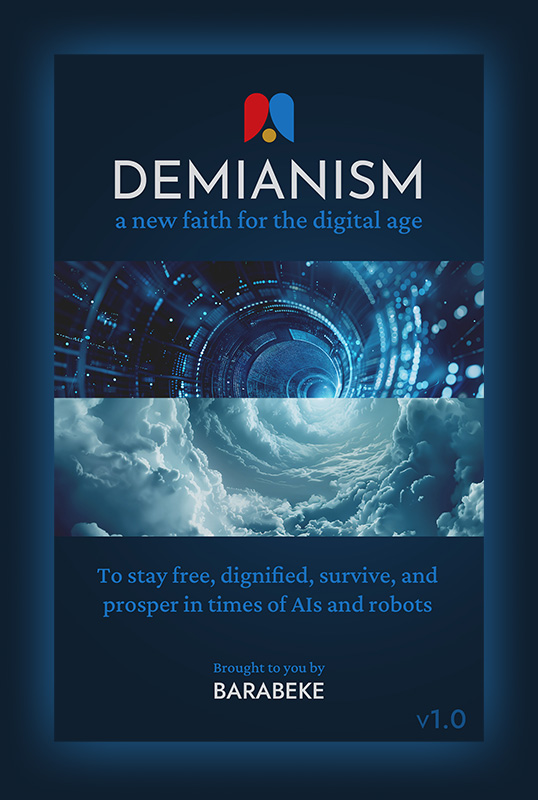 DEMIANISM
a new faith for the digital age
To stay free, dignified, survive, and
prosper in times of AIs and robots
Brought to you by
BARABEKE
v1.0